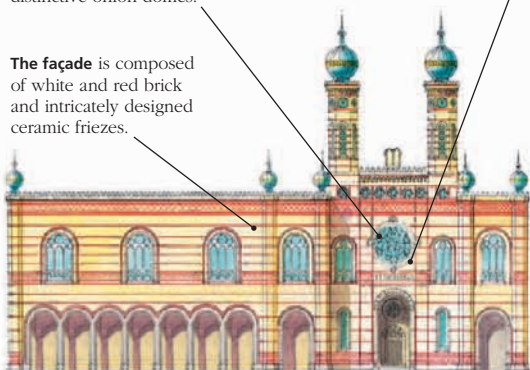 distinctive onion domes.
The façade is composed
of white and red brick
and intricately designed
ceramic friezes.